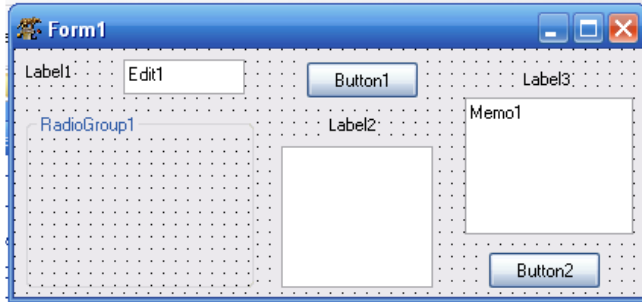 Form1
Label1 Edit1 Button1 Label3
RadioGroup1 Label2 Memo1
Button2